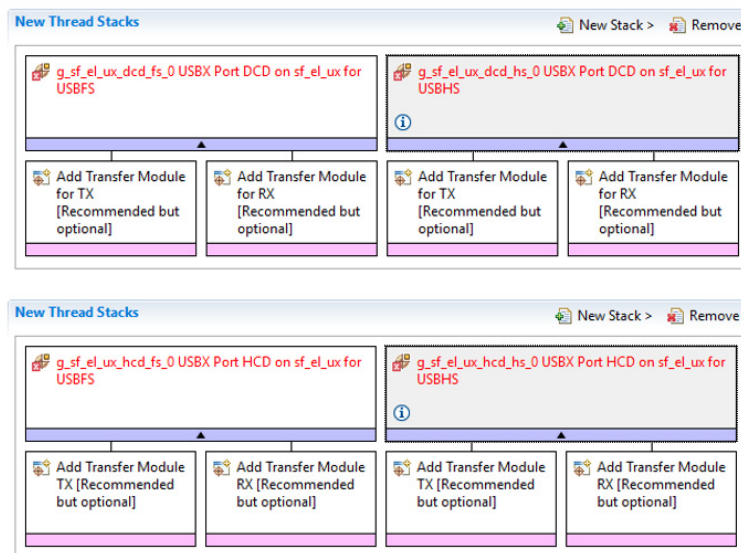 New Thread Stacks
New Stack > Remove
g_sf_el_ux_dcd_fs_0 USBX Port DCD on sf_el_ux for
USBFS
g_sf_el_ux_dcd_hs_0 USBX Port DCD on sf_el_ux for
USBHS
Add Transfer Module
for TX
[Recommended but
optional]
Add Transfer Module
for RX
[Recommended but
optional]
Add Transfer Module
for TX
[Recommended but
optional]
Add Transfer Module
for RX
[Recommended but
optional]
New Thread Stacks
New Stack > Remove
g_sf_el_ux_hcd_fs_0 USBX Port HCD on sf_el_ux for
USBFS
g_sf_el_ux_hcd_hs_0 USBX Port HCD on sf_el_ux for
USBHS
Add Transfer Module
TX [Recommended
but optional]
Add Transfer Module
RX [Recommended
but optional]
Add Transfer Module
TX [Recommended
but optional]
Add Transfer Module
RX [Recommended
but optional]